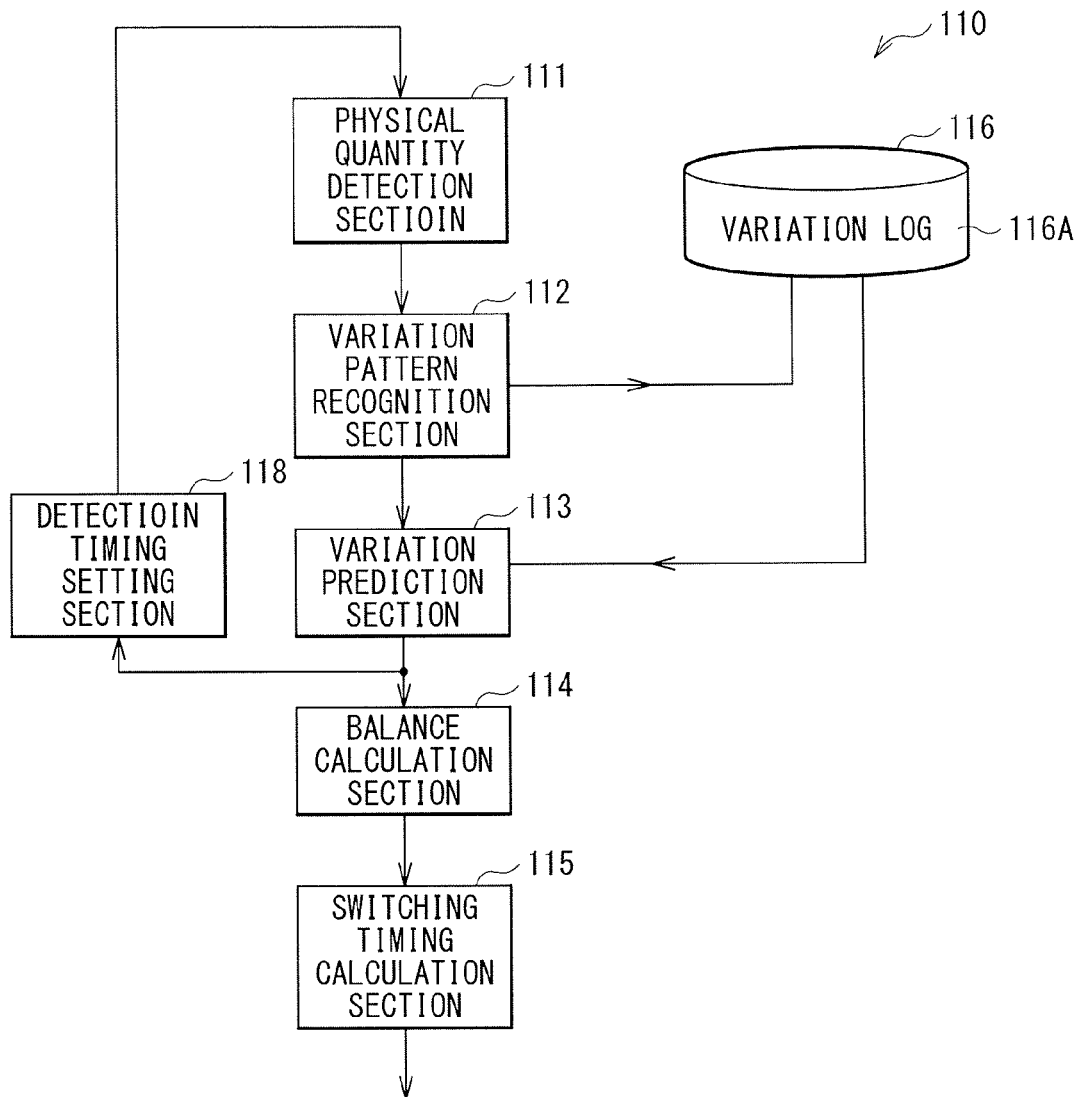 110
111
PHYSICAL
QUANTITY
DETECTION
SECTIOIN
116
VARIATION LOG
116A
112
VARIATION
PATTERN
RECOGNITION
SECTION
118
DETECTIOIN
TIMING
SETTING
SECTION
113
VARIATION
PREDICTION
SECTION
114
BALANCE
CALCULATION
SECTION
115
SWITCHING
TIMING
CALCULATION
SECTION